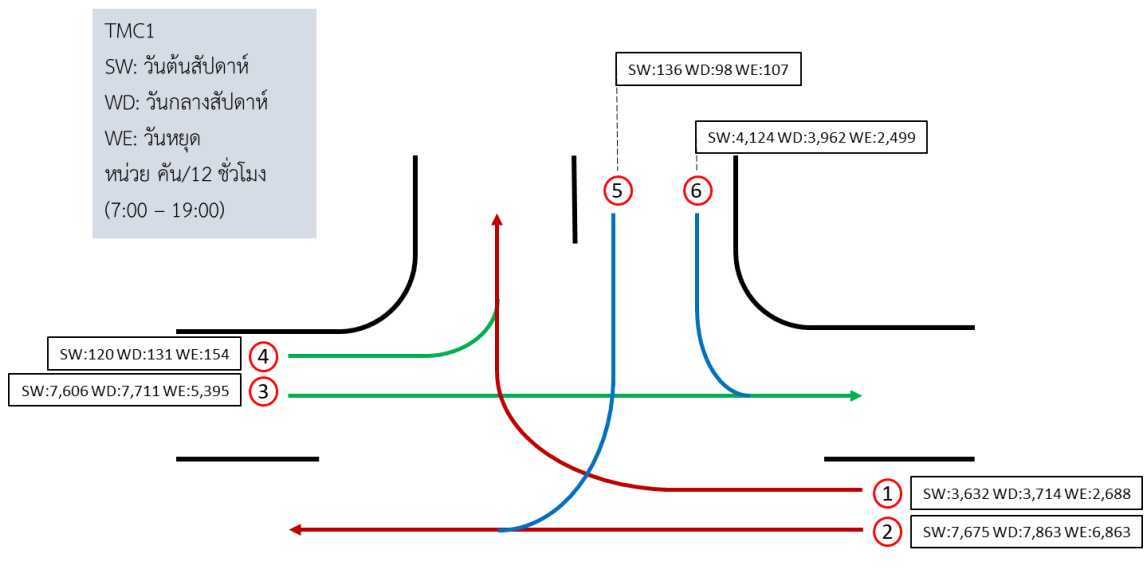 TMC1
SW: วันต้นสัปดาห์
WD: วันกลางสัปดาห์
WE: วันหยุด
หน่วย คัน/12 ชั่วโมง
(7:00 – 19:00)
SW:136 WD:98 WE:107
SW:4,124 WD:3,962 WE:2,499
5
6
SW:120 WD:131 WE:154
4
SW:7,606 WD:7,711 WE:5,395
3
1
SW:3,632 WD:3,714 WE:2,688
2
SW:7,675 WD:7,863 WE:6,863